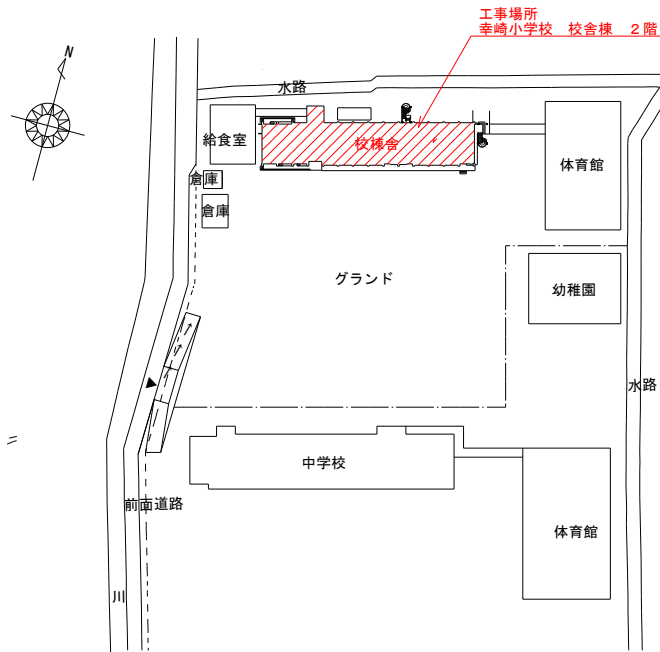 工事場所
幸崎小学校 校舎棟 2階
N
水路
給食室
校棟舎
体育館
倉庫
倉庫
グランド
幼稚園
水路
中学校
前面道路
体育館
川